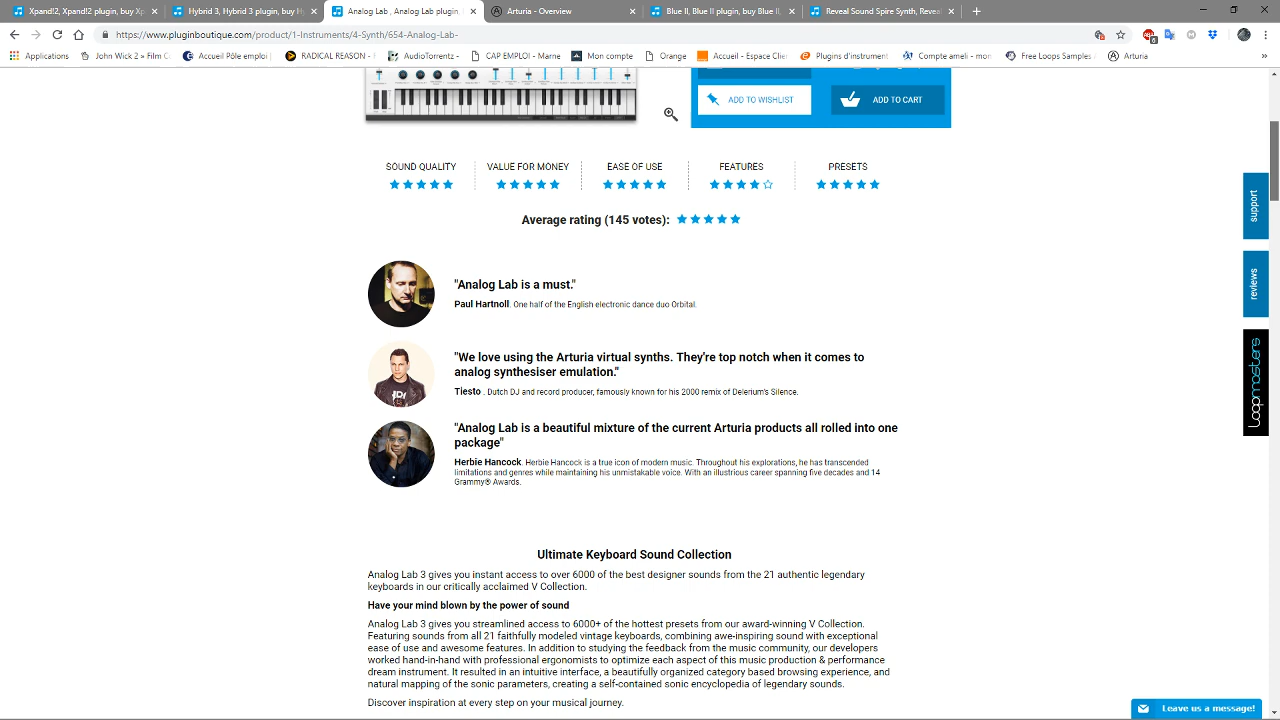 Xpand!2, Xpand!2 plugin, buy Xp
Hybrid 3, Hybrid 3 plugin, buy H
Analog Lab , Analog Lab plugin,
Arturia - Overview
Blue II, Blue II plugin, buy Blue II,
Reveal Sound Spire Synth, Reveal
https://www.pluginboutique.com/product/1-Instruments/4-Synth/654-Analog-Lab-
Applications
John Wick 2 » Film C
Accueil Pôle emploi |
RADICAL REASON - F
AudioTorrentz -
CAP EMPLOI - Marne
Mon compte
Orange
Accueil - Espace Clien
Plugins d'instrument
Compte ameli - mon
Free Loops Samples
Arturia
»
ADD TO WISHLIST
ADD TO CART
SOUND QUALITY
VALUE FOR MONEY
EASE OF USE
FEATURES
PRESETS
Average rating (145 votes):
"Analog Lab is a must."
Paul Hartnoll. One half of the English electronic dance duo Orbital.
"We love using the Arturia virtual synths. They're top notch when it comes to
analog synthesiser emulation."
Tiesto . Dutch DJ and record producer, famously known for his 2000 remix of Delerium's Silence.
"Analog Lab is a beautiful mixture of the current Arturia products all rolled into one
package"
Herbie Hancock. Herbie Hancock is a true icon of modern music. Throughout his explorations, he has transcended
limitations and genres while maintaining his unmistakable voice. With an illustrious career spanning five decades and 14
Grammy® Awards.
Ultimate Keyboard Sound Collection
Analog Lab 3 gives you instant access to over 6000 of the best designer sounds from the 21 authentic legendary
keyboards in our critically acclaimed V Collection.
Have your mind blown by the power of sound
Analog Lab 3 gives you streamlined access to 6000+ of the hottest presets from our award-winning V Collection.
Featuring sounds from all 21 faithfully modeled vintage keyboards, combining awe-inspiring sound with exceptional
ease of use and awesome features. In addition to studying the feedback from the music community, our developers
worked hand-in-hand with professional ergonomists to optimize each aspect of this music production & performance
dream instrument. It resulted in an intuitive interface, a beautifully organized category based browsing experience, and
natural mapping of the sonic parameters, creating a self-contained sonic encyclopedia of legendary sounds.
Discover inspiration at every step on your musical journey.
support
reviews
Loopmasters
Leave us a message!